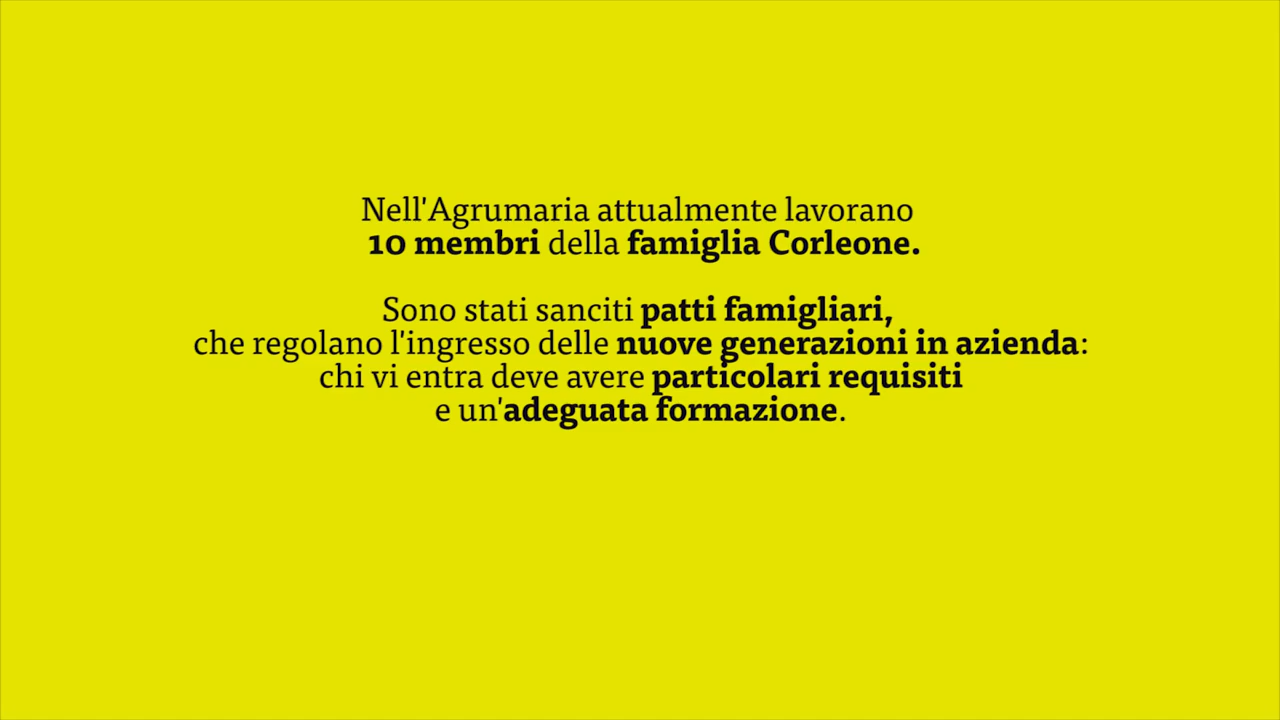 Nell'Agrumaria attualmente lavorano
10 membri della famiglia Corleone.
Sono stati sanciti patti famigliari,
che regolano l'ingresso delle nuove generazioni in azienda:
chi vi entra deve avere particolari requisiti
e un'adeguata formazione.